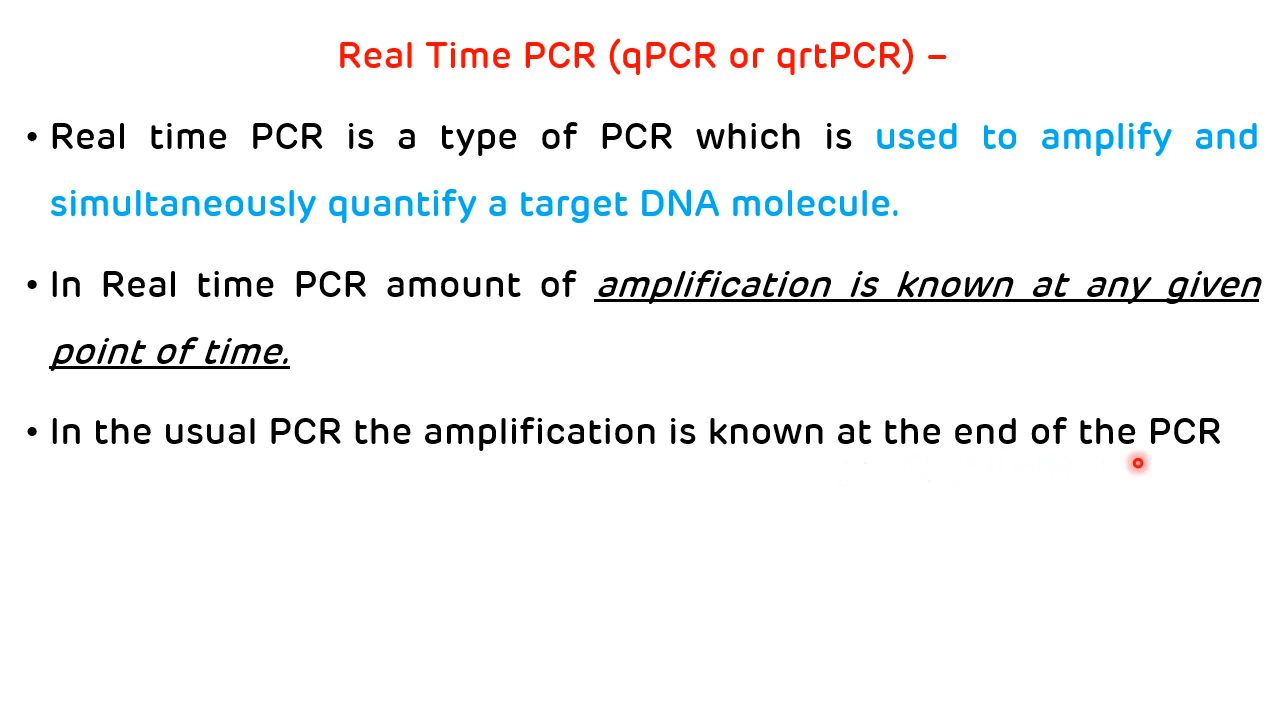 Real Time PCR (qPCR or qrtPCR) –
• Real time PCR is a type of PCR which is used to amplify and
simultaneously quantify a target DNA molecule.
• In Real time PCR amount of amplification is known at any given
point of time.
• In the usual PCR the amplification is known at the end of the PCR